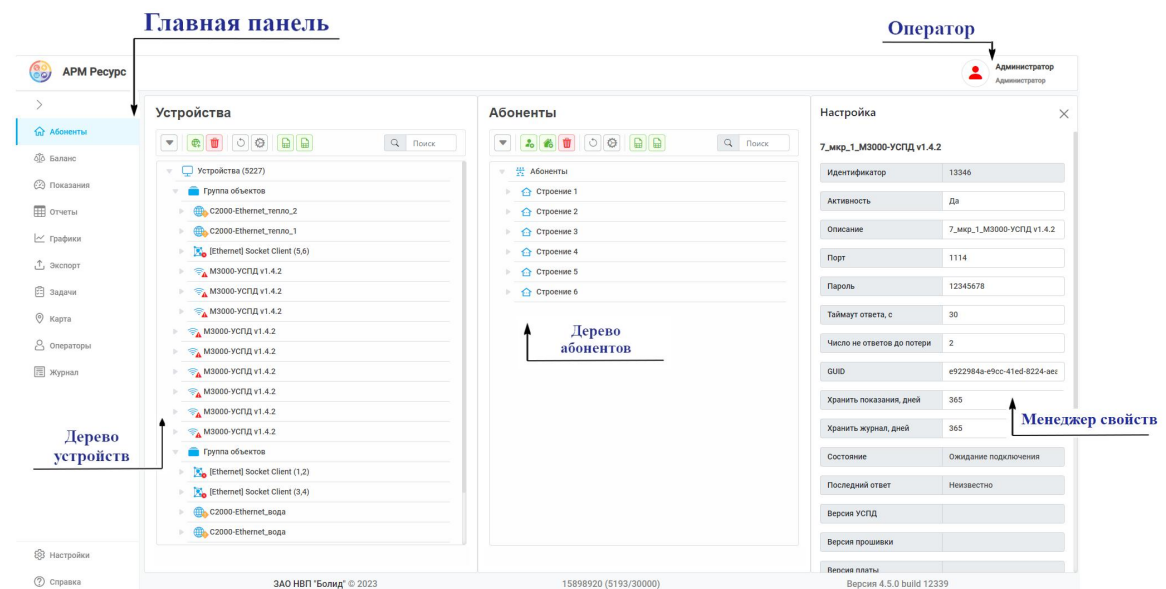 Главная панель
Оператор
АРМ Ресурс
Администратор
Администратор
Абоненты
Баланс
Показания
Отчеты
Графики
Экспорт
Задачи
Карта
Операторы
Журнал
Дерево
устройств
Настройки
Справка
Устройства
Поиск
Устройства (5227)
Группа объектов
С2000-Ethernet_тепло_2
С2000-Ethernet_тепло_1
[Ethernet] Socket Client (5,6)
М3000-УСПД v1.4.2
М3000-УСПД v1.4.2
М3000-УСПД v1.4.2
М3000-УСПД v1.4.2
М3000-УСПД v1.4.2
М3000-УСПД v1.4.2
М3000-УСПД v1.4.2
М3000-УСПД v1.4.2
М3000-УСПД v1.4.2
Группа объектов
[Ethernet] Socket Client (1,2)
[Ethernet] Socket Client (3,4)
С2000-Ethernet_вода
С2000-Ethernet_вода
Абоненты
Поиск
Абоненты
Строение 1
Строение 2
Строение 3
Строение 4
Строение 5
Строение 6
Дерево
абонентов
Настройка
7_мкр_1_М3000-УСПД v1.4.2
Идентификатор 13346
Активность Да
Описание 7_мкр_1_М3000-УСПД v1.4.2
Порт 1114
Пароль 12345678
Таймаут ответа, с 30
Число не ответов до потери 2
GUID e922984a-e9cc-41ed-8224-aea
Хранить показания, дней 365
Менеджер свойств
Хранить журнал, дней 365
Состояние Ожидание подключения
Последний ответ Неизвестно
Версия УСПД
Версия прошивки
Версия платы
ЗАО НВП "Болид" © 2023
15898920 (5193/30000)
Версия 4.5.0 build 12339